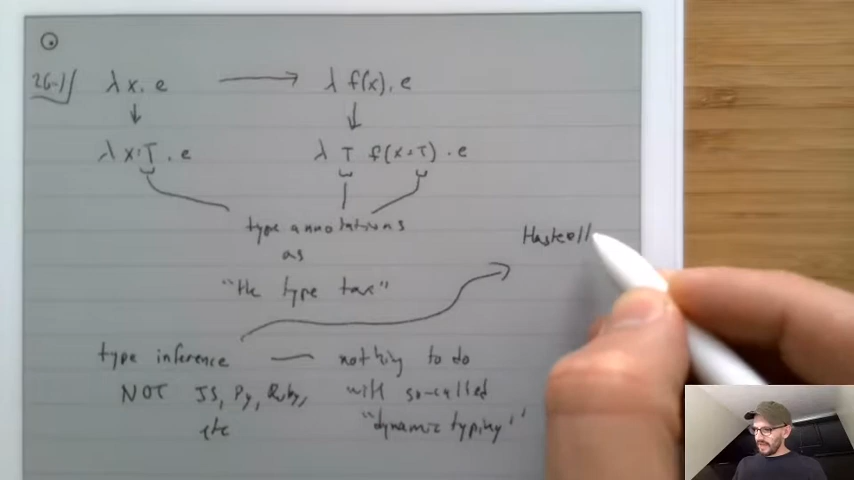 26-1/
λ x. e → λ f(x). e
↓ ↓
λ x:T . e λ T f(x:T) . e
type annotations
as
"the type tax"
Haskell
type inference — nothing to do
NOT JS, Py, Ruby, with so-called
etc "dynamic typing"